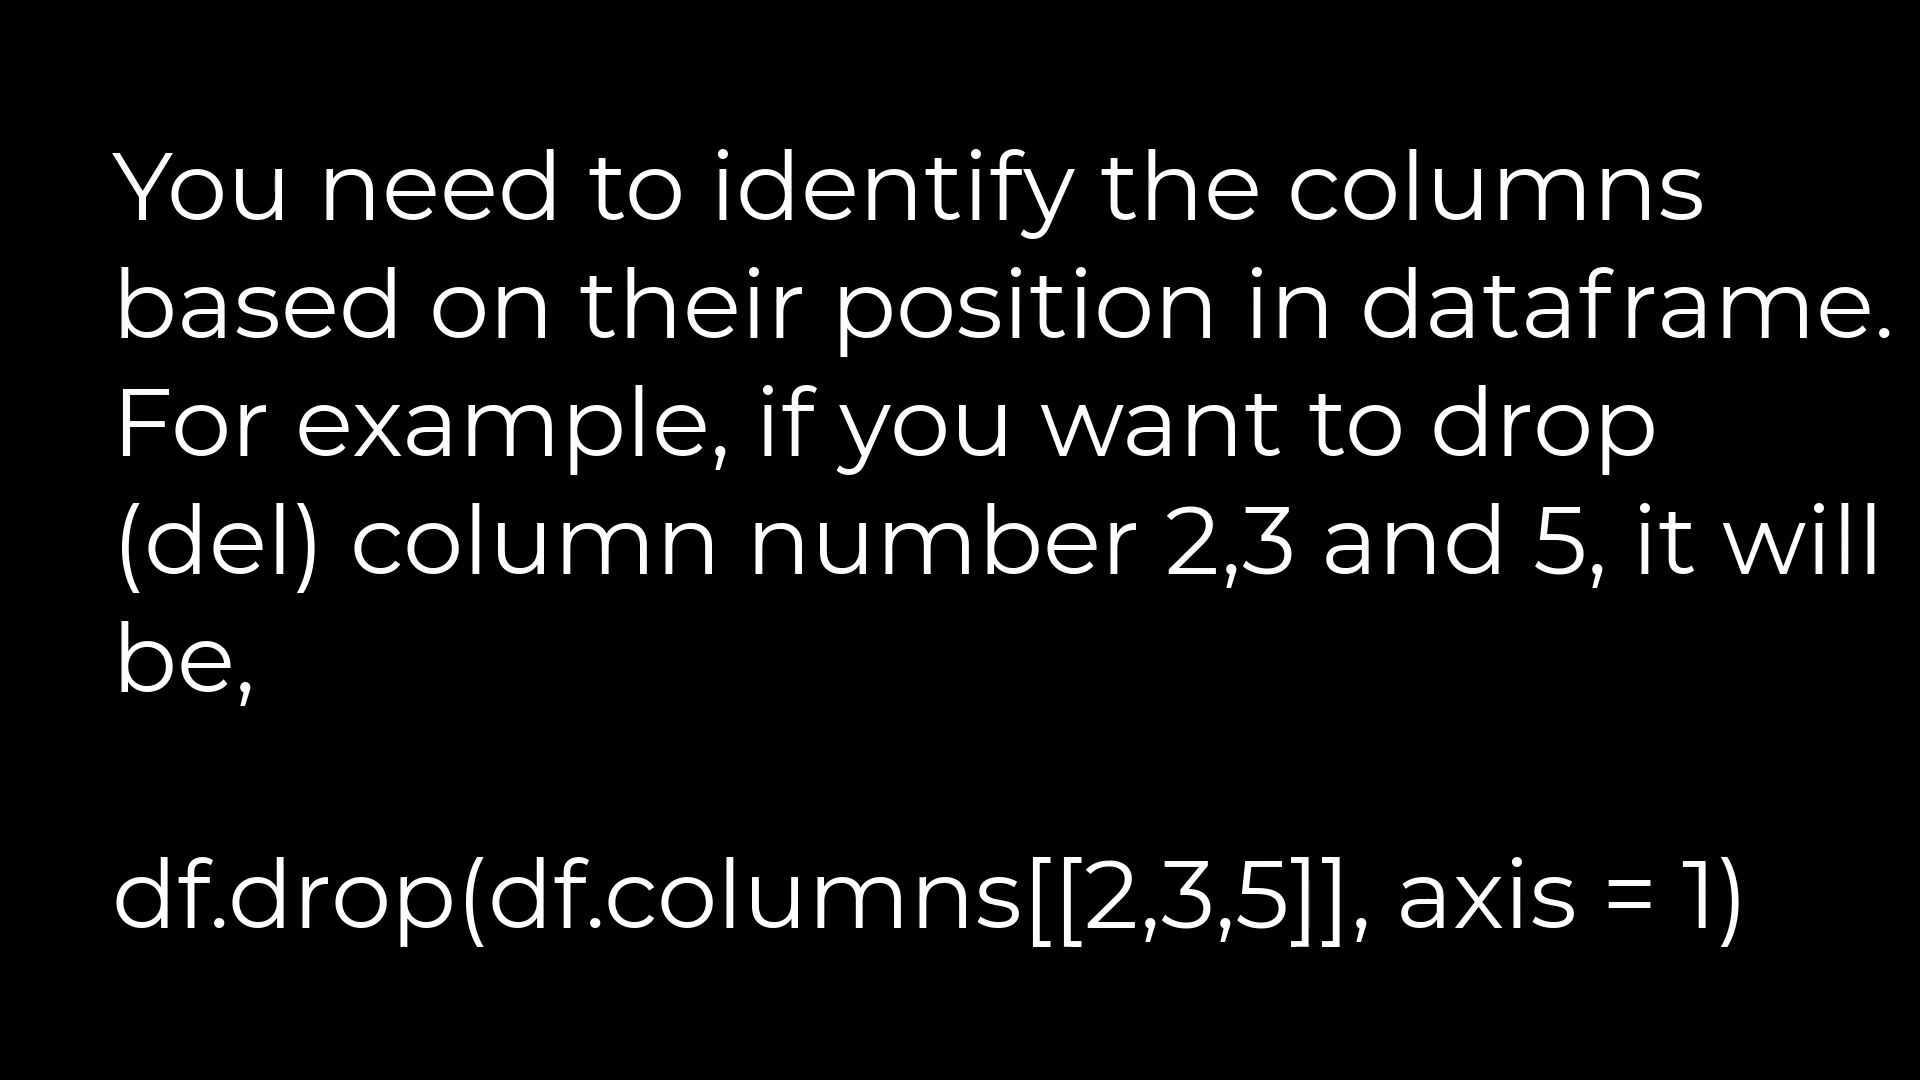 You need to identify the columns
based on their position in dataframe.
For example, if you want to drop
(del) column number 2,3 and 5, it will
be,
df.drop(df.columns[[2,3,5]], axis = 1)